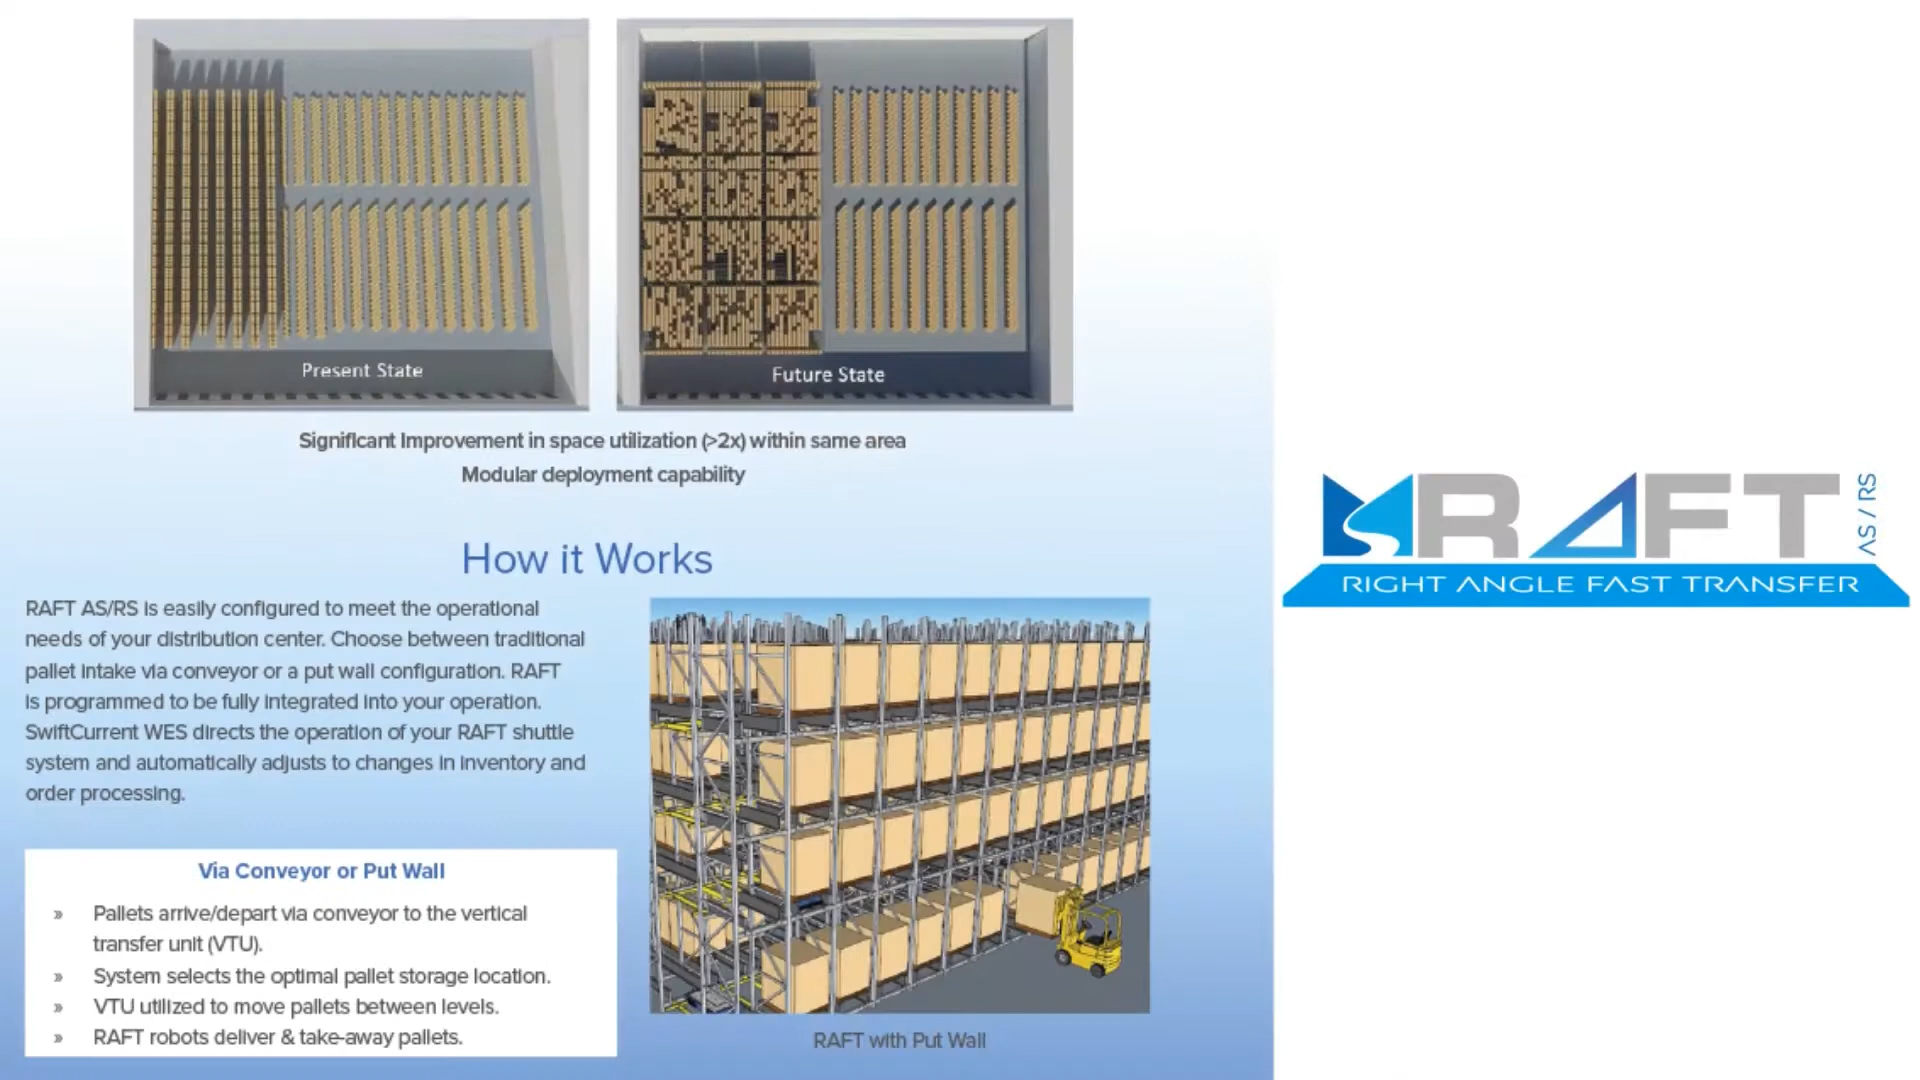 Present State
Future State
Significant Improvement in space utilization (>2x) within same area
Modular deployment capability
How it Works
RAFT AS/RS is easily configured to meet the operational
needs of your distribution center. Choose between traditional
pallet intake via conveyor or a put wall configuration. RAFT
is programmed to be fully integrated into your operation.
SwiftCurrent WES directs the operation of your RAFT shuttle
system and automatically adjusts to changes in inventory and
order processing.
Via Conveyor or Put Wall
» Pallets arrive/depart via conveyor to the vertical
transfer unit (VTU).
» System selects the optimal pallet storage location.
» VTU utilized to move pallets between levels.
» RAFT robots deliver & take-away pallets.
RAFT with Put Wall
RAFT
AS / RS
RIGHT ANGLE FAST TRANSFER